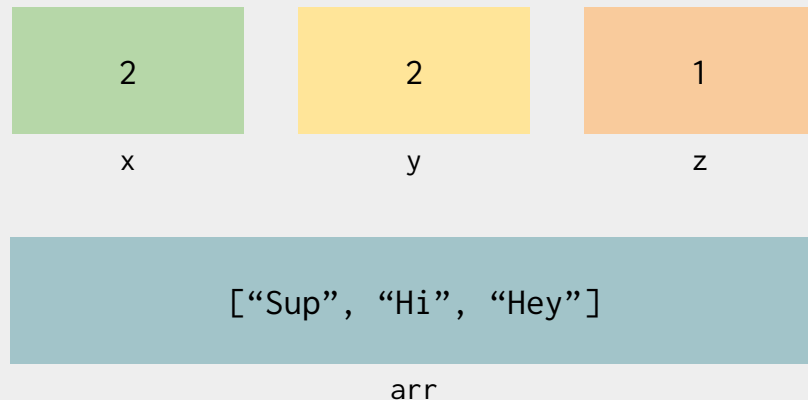 2 2 1
x y z
[“Sup”, “Hi”, “Hey”]
arr